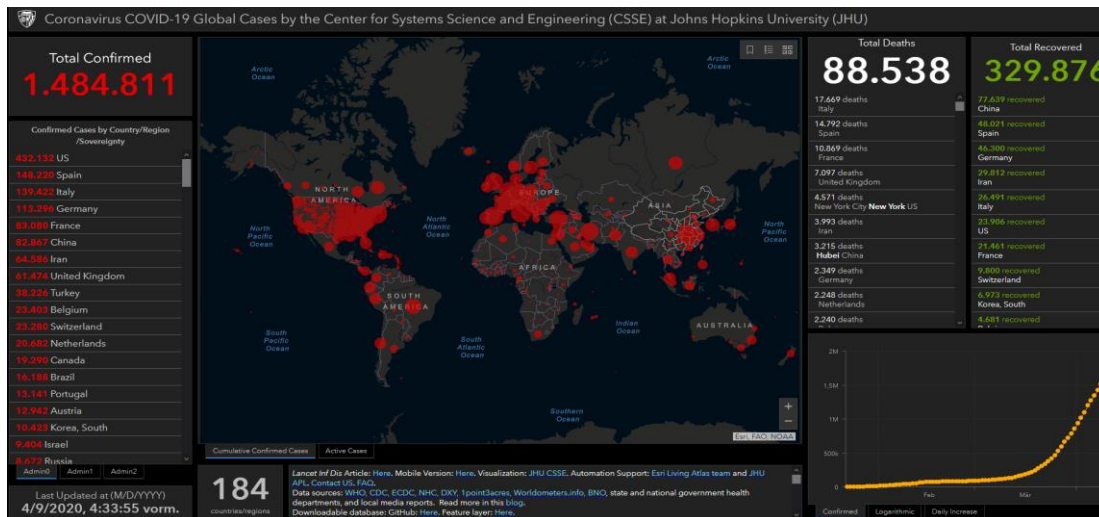 Coronavirus COVID-19 Global Cases by the Center for Systems Science and Engineering (CSSE) at Johns Hopkins University (JHU)
Total Confirmed
1.484.811
Confirmed Cases by Country/Region
/Sovereignty
432.132 US
148.220 Spain
139.422 Italy
113.296 Germany
83.080 France
82.867 China
64.586 Iran
61.474 United Kingdom
38.226 Turkey
23.403 Belgium
23.280 Switzerland
20.682 Netherlands
19.290 Canada
16.188 Brazil
13.141 Portugal
12.942 Austria
10.423 Korea, South
9.404 Israel
8.672 Russia
Admin0 Admin1 Admin2
Last Updated at (M/D/YYYY)
4/9/2020, 4:33:55 vorm.
Arctic
Ocean
Arctic
Ocean
NORTH
AMERICA
EUROPE
ASIA
North
Pacific
Ocean
North
Atlantic
Ocean
North
Pacific
Ocean
AFRICA
SOUTH
AMERICA
Indian
Ocean
AUSTRALIA
South
Pacific
Ocean
South
Atlantic
Ocean
Southern
Ocean
+
−
Esri, FAO, NOAA
Cumulative Confirmed Cases Active Cases
184
countries/regions
Lancet Inf Dis Article: Here. Mobile Version: Here. Visualization: JHU CSSE. Automation Support: Esri Living Atlas team and JHU
APL. Contact US. FAQ.
Data sources: WHO, CDC, ECDC, NHC, DXY, 1point3acres, Worldometers.info, BNO, state and national government health
departments, and local media reports. Read more in this blog.
Downloadable database: GitHub: Here. Feature layer: Here.
Total Deaths
88.538
17.669 deaths
Italy
14.792 deaths
Spain
10.869 deaths
France
7.097 deaths
United Kingdom
4.571 deaths
New York City New York US
3.993 deaths
Iran
3.215 deaths
Hubei China
2.349 deaths
Germany
2.248 deaths
Netherlands
2.240 deaths
Total Recovered
329.876
77.639 recovered
China
48.021 recovered
Spain
46.300 recovered
Germany
29.812 recovered
Iran
26.491 recovered
Italy
23.906 recovered
US
21.461 recovered
France
9.800 recovered
Switzerland
6.973 recovered
Korea, South
4.681 recovered
2M
1,5M
1M
500k
0
Feb Mär
Confirmed Logarithmic Daily Increase